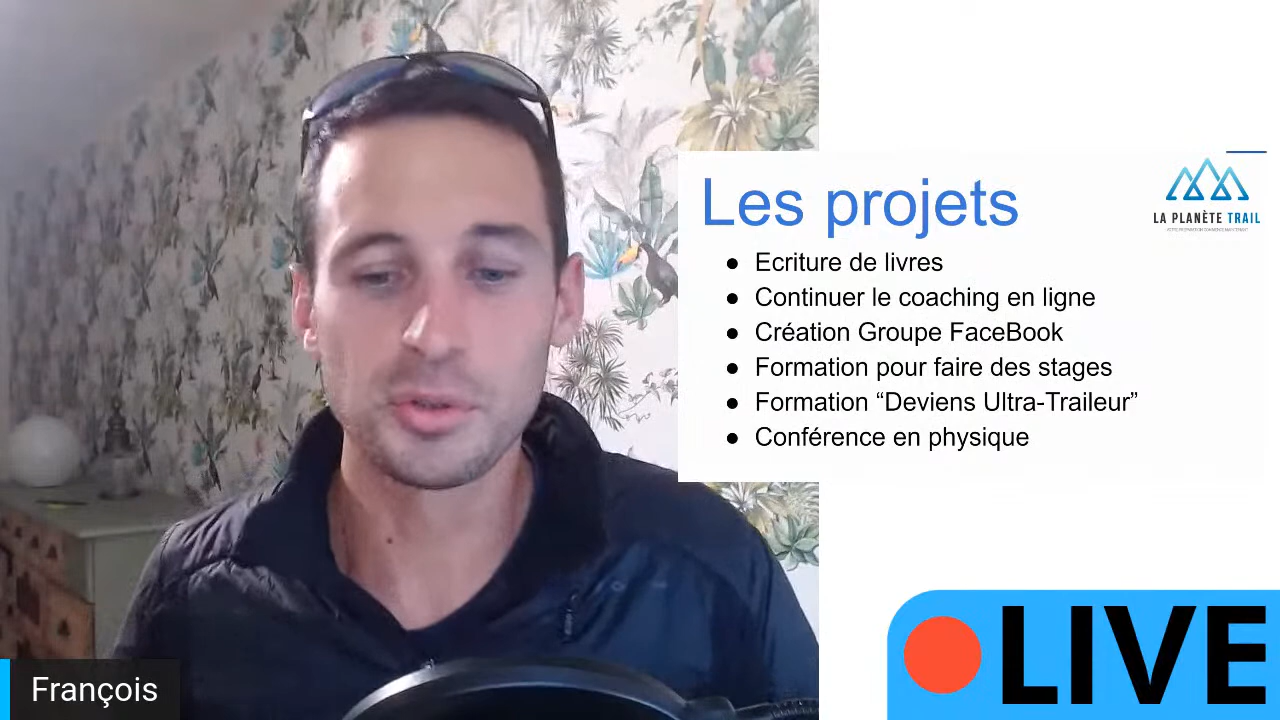 Les projets
LA PLANÈTE TRAIL
● Ecriture de livres
● Continuer le coaching en ligne
● Création Groupe FaceBook
● Formation pour faire des stages
● Formation “Deviens Ultra-Traileur”
● Conférence en physique
LIVE
François